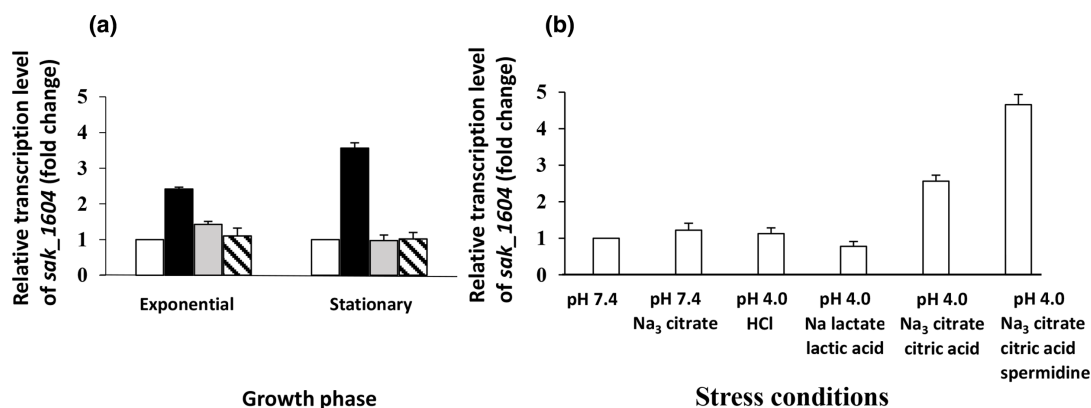 (a)
Relative transcription level
of sak_1604 (fold change)
5
4
3
2
1
0
Exponential
Stationary
Growth phase
(b)
Relative transcription level
of sak_1604 (fold change)
5
4
3
2
1
0
pH 7.4
pH 7.4
Na₃ citrate
pH 4.0
HCl
pH 4.0
Na lactate
lactic acid
pH 4.0
Na₃ citrate
citric acid
pH 4.0
Na₃ citrate
citric acid
spermidine
Stress conditions